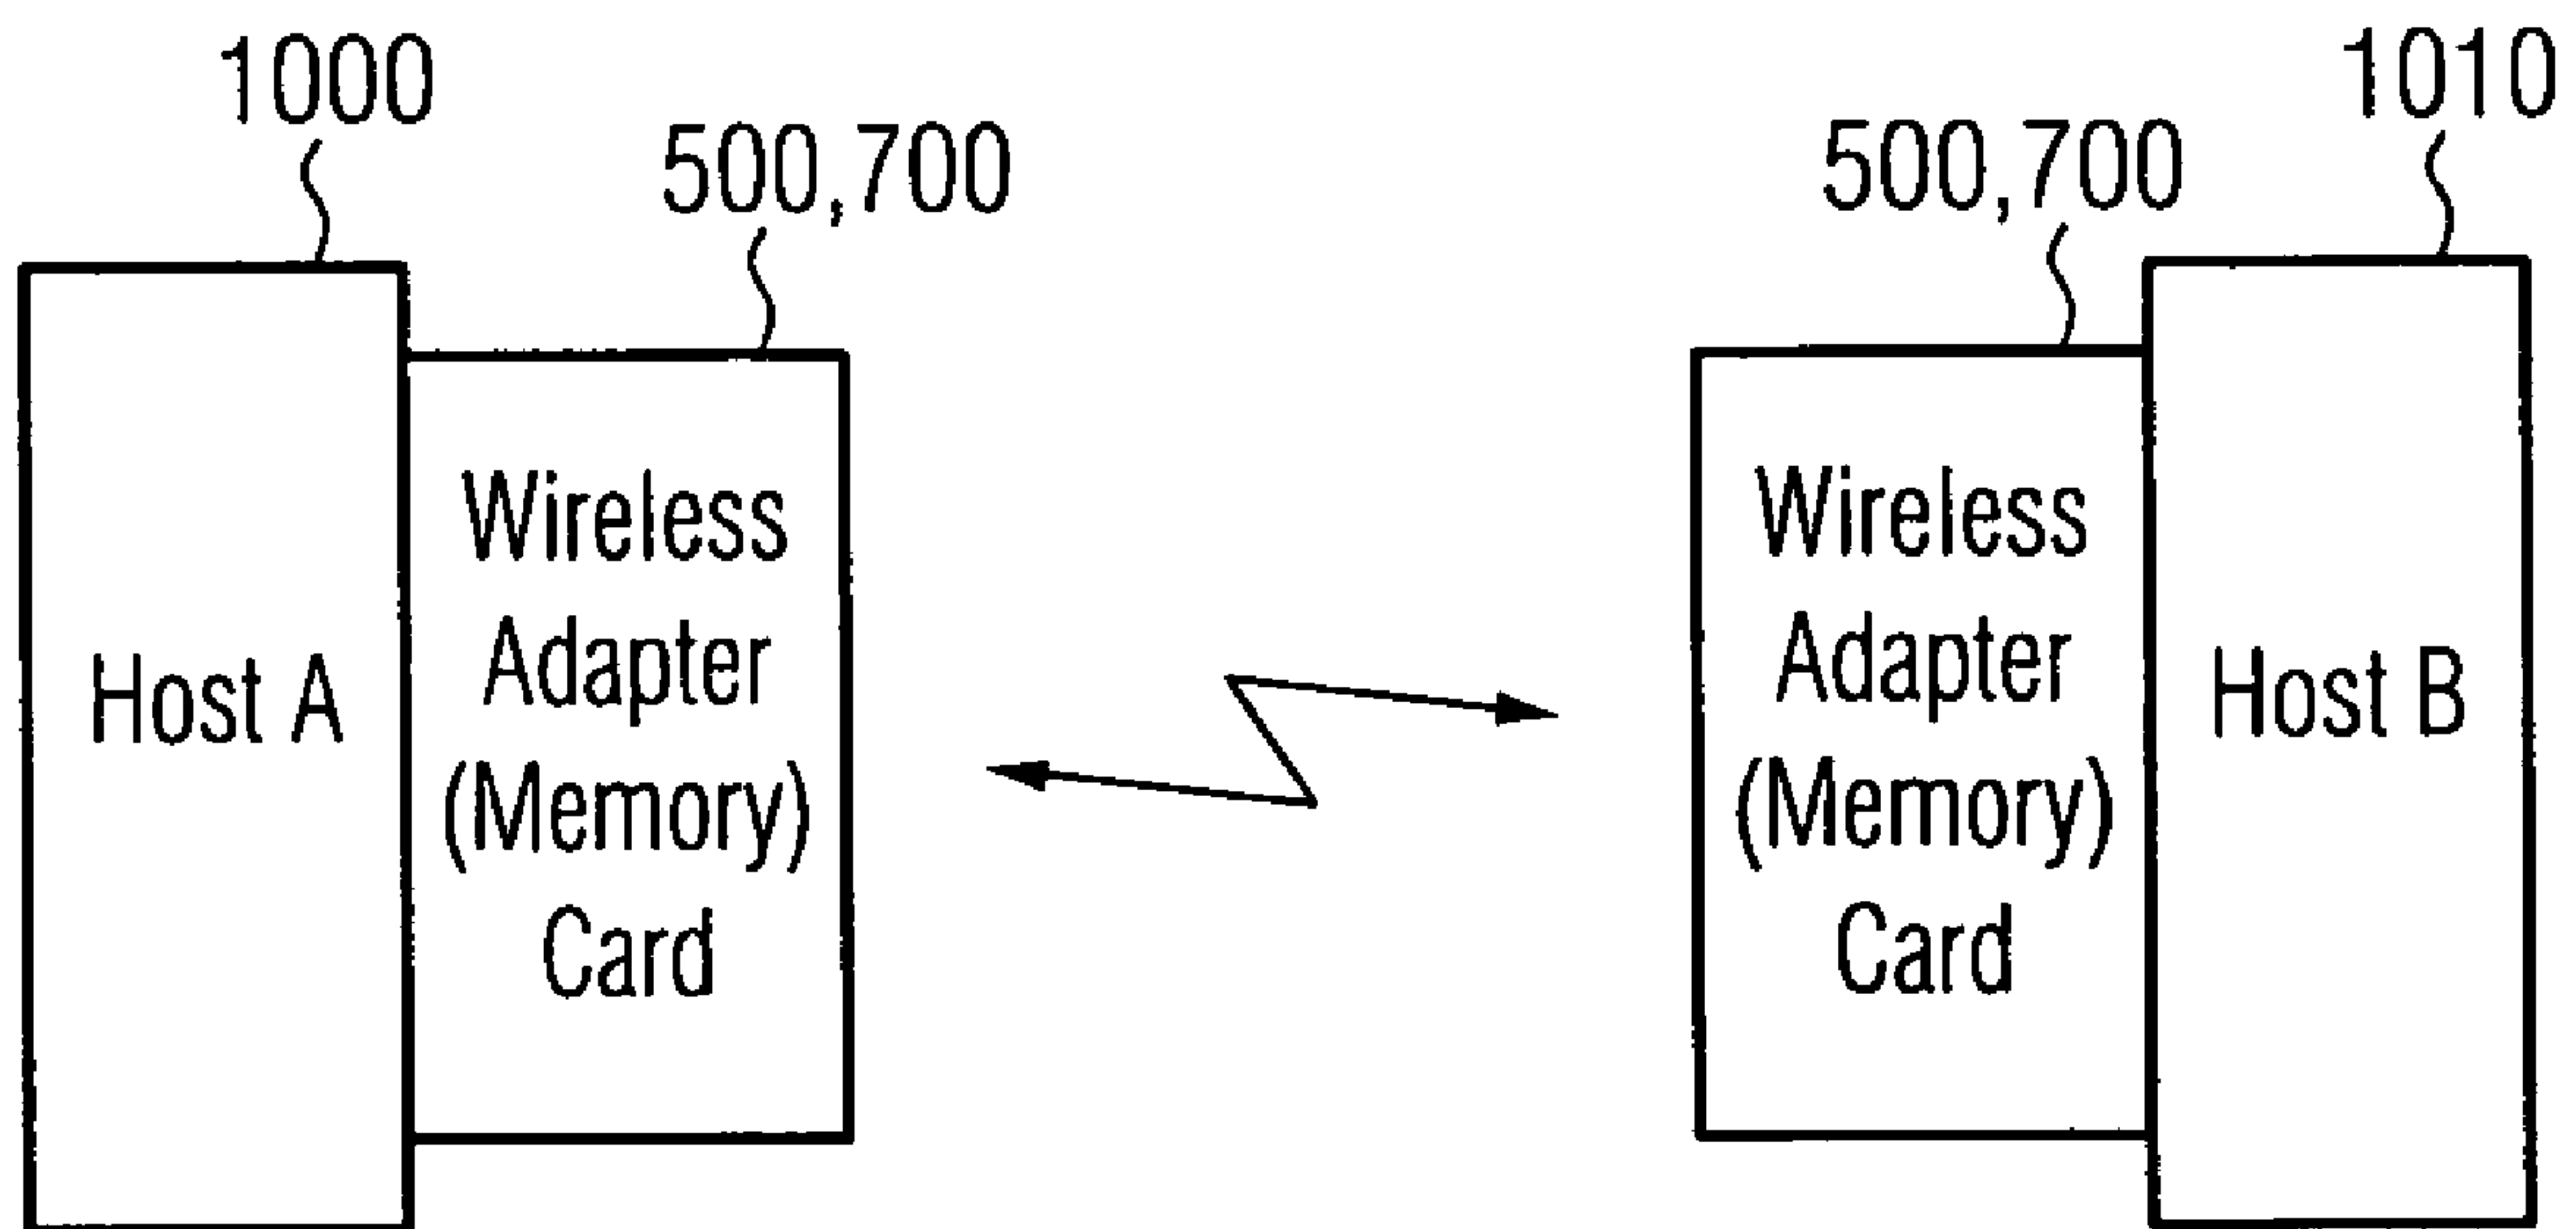 1000
500,700
500,700
1010
Host A
Wireless
Adapter
(Memory)
Card
Wireless
Adapter
(Memory)
Card
Host B